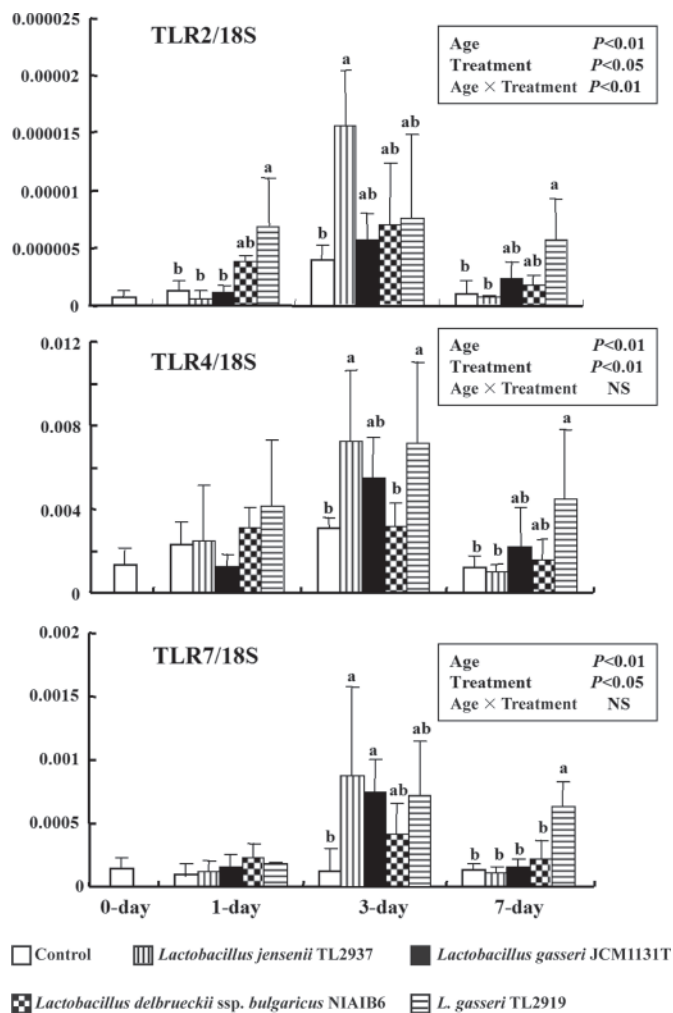 0.000025
TLR2/18S
Age P<0.01
Treatment P<0.05
Age × Treatment P<0.01
0.00002
0.000015
0.00001
0.000005
0
b b b ab a
b a ab ab ab
b b ab ab a
0.012
TLR4/18S
Age P<0.01
Treatment P<0.01
Age × Treatment NS
0.008
0.004
0
b a ab b a
b b ab ab a
0.002
TLR7/18S
Age P<0.01
Treatment P<0.05
Age × Treatment NS
0.0015
0.001
0.0005
0
b a a ab ab
b b b b a
0-day 1-day 3-day 7-day
Control Lactobacillus jensenii TL2937 Lactobacillus gasseri JCM1131T
Lactobacillus delbrueckii ssp. bulgaricus NIAIB6 L. gasseri TL2919